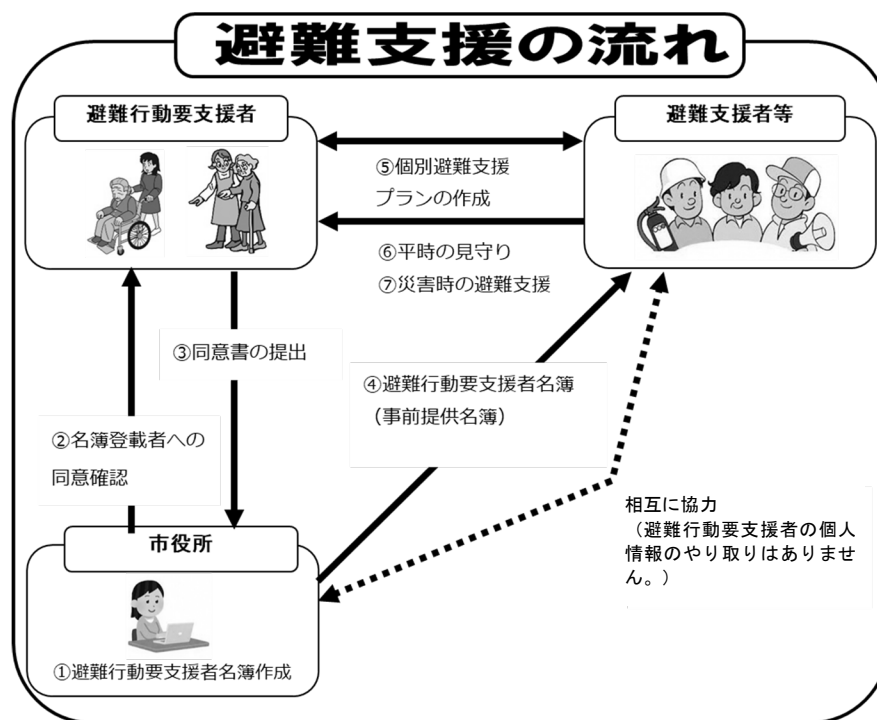 避難支援の流れ
避難行動要支援者
避難支援者等
⑤個別避難支援
プランの作成
⑥平時の見守り
⑦災害時の避難支援
③同意書の提出
④避難行動要支援者名簿
（事前提供名簿）
②名簿登載者への
同意確認
相互に協力
（避難行動要支援者の個人
情報のやり取りはありませ
ん。）
市役所
①避難行動要支援者名簿作成